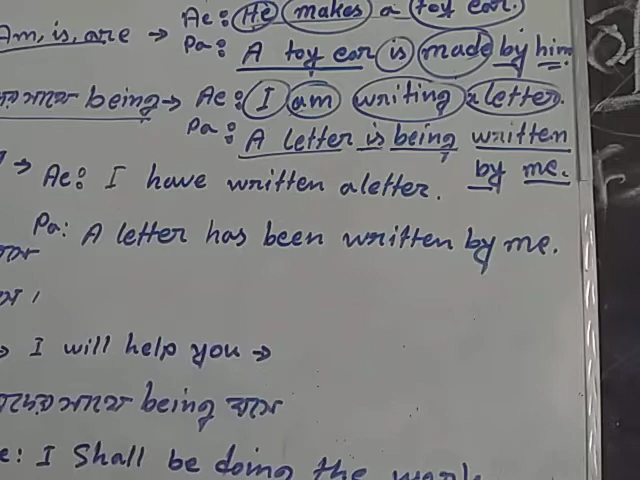 Ac: He makes a toy car.
Am, is, are → Pa: A toy car is made by him
being → Ac: I am writing a letter.
Pa: A letter is being written
by me.
→ Ac: I have written a letter.
Pa: A letter has been written by me.
→ I will help you →
being হবে
I shall be doing the work